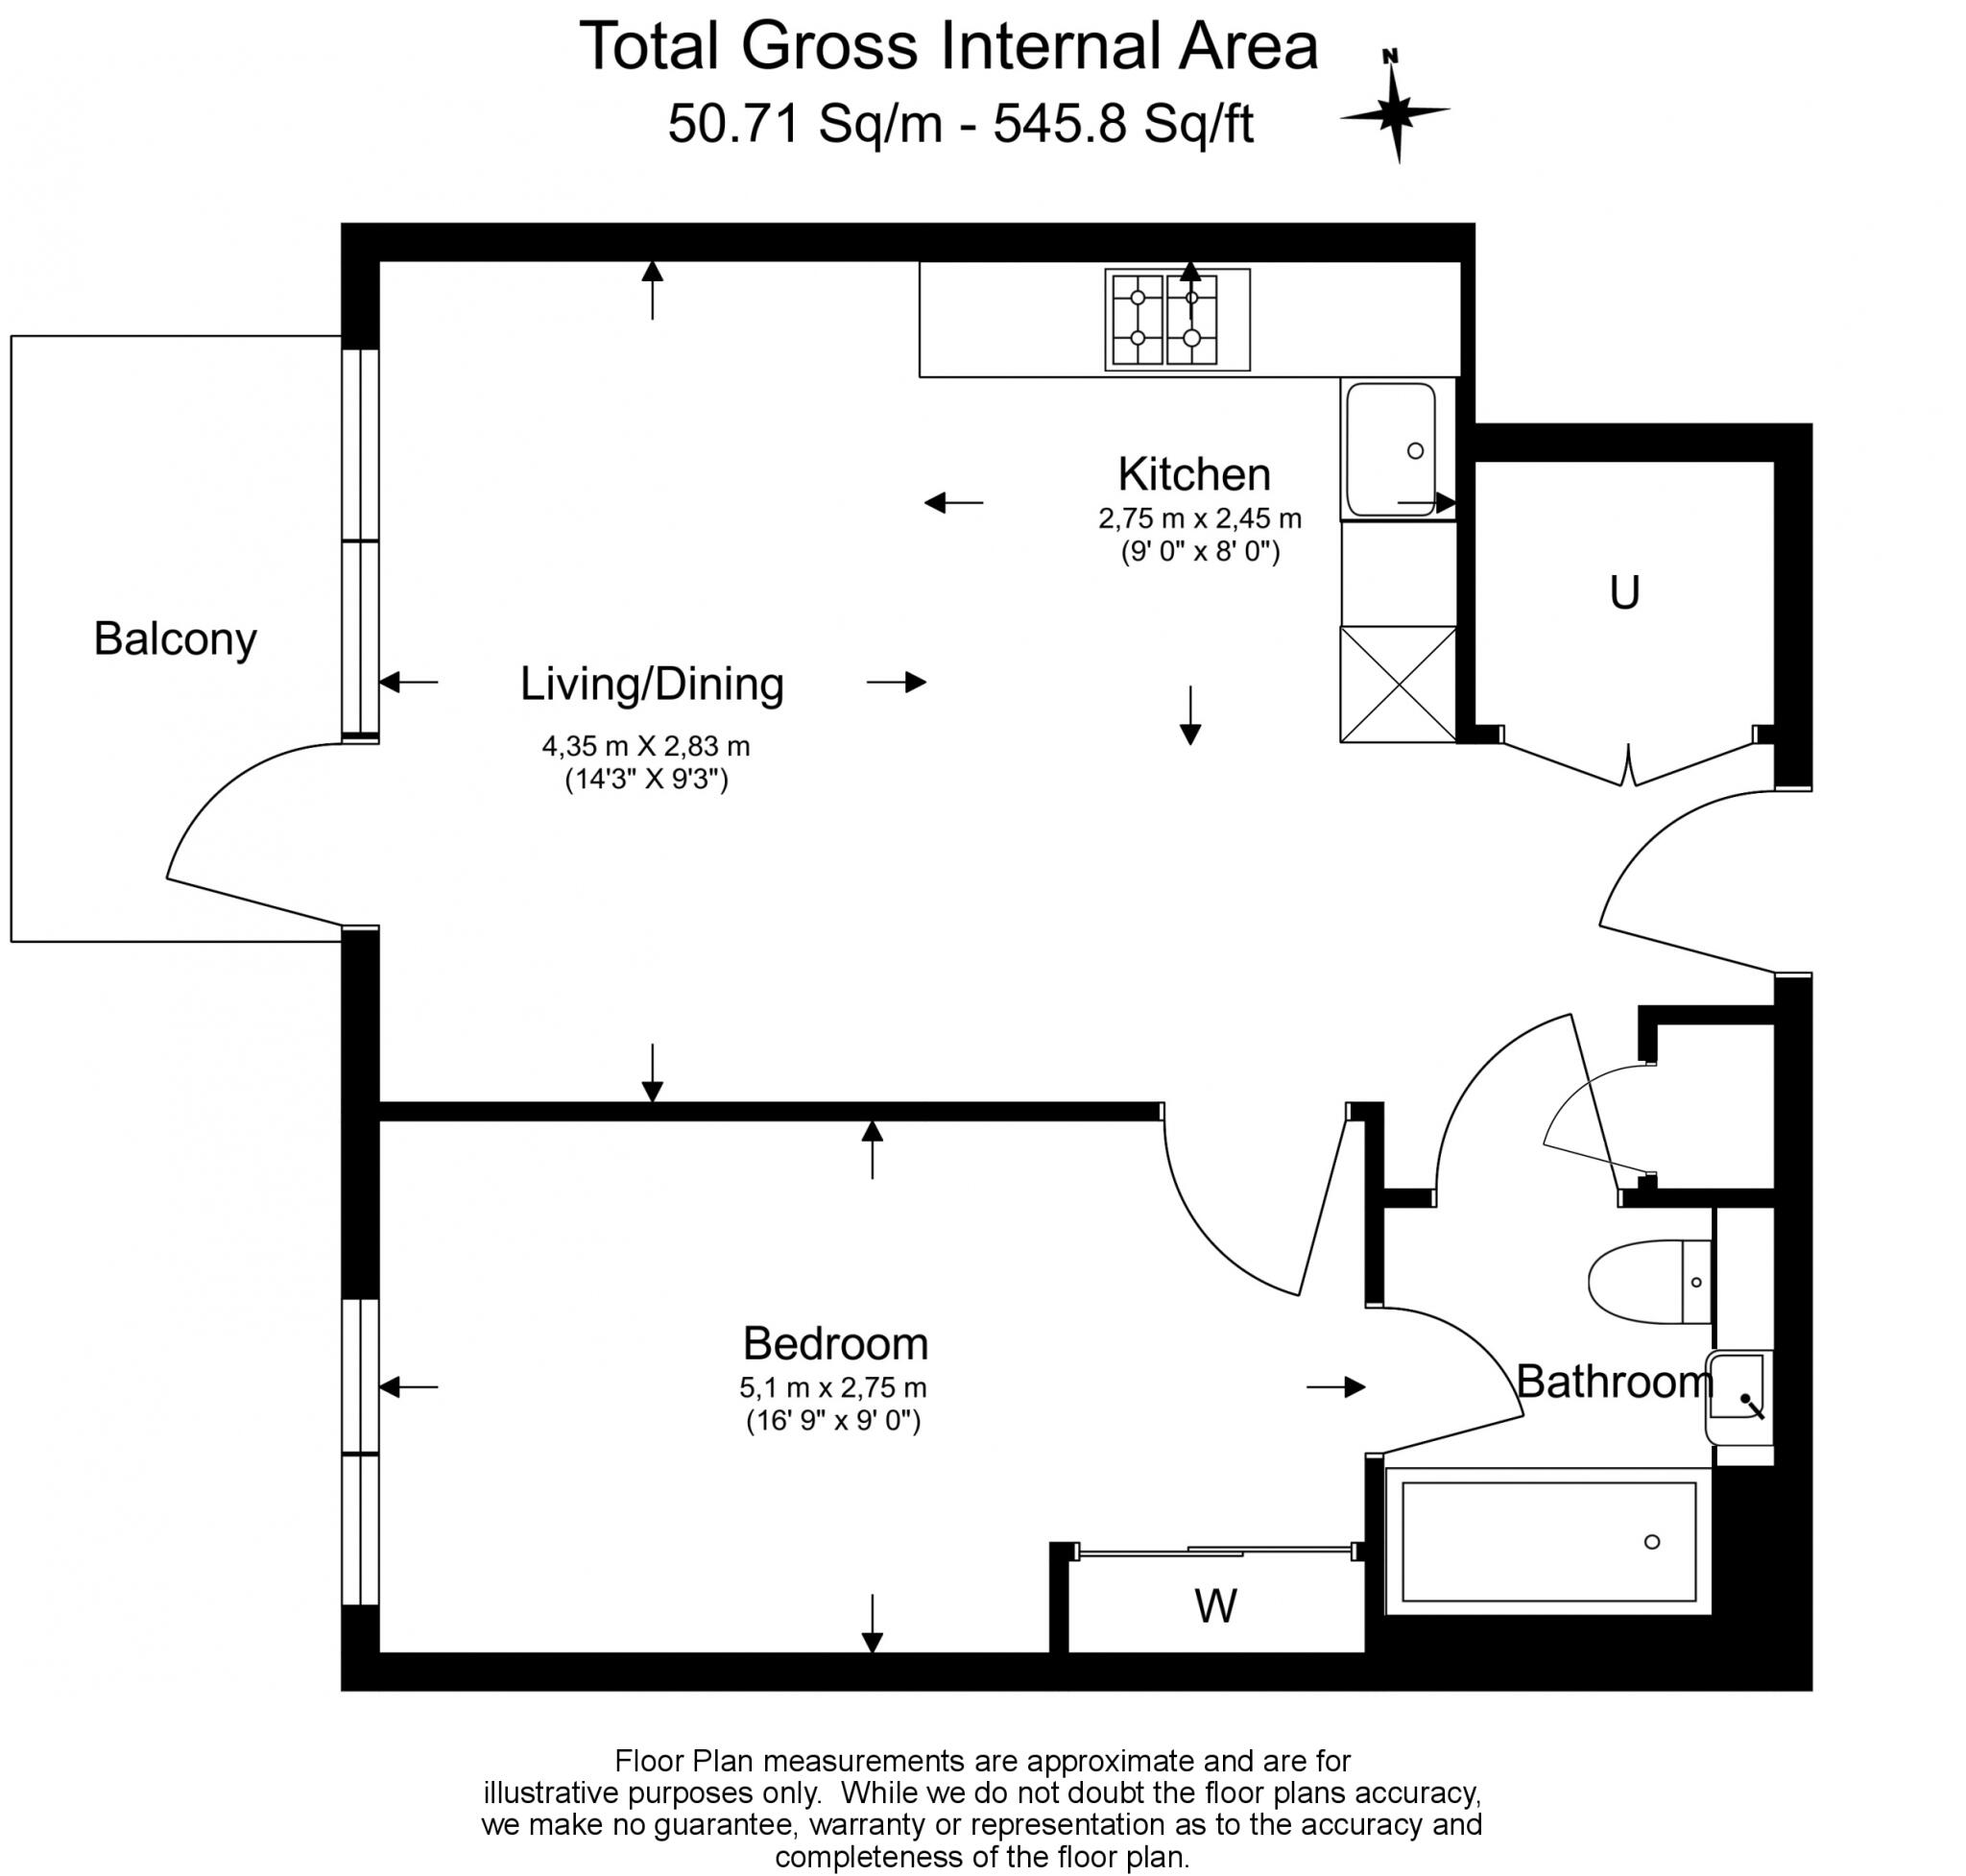 Total Gross Internal Area
50.71 Sq/m - 545.8 Sq/ft
N
Kitchen
2,75 m x 2,45 m
(9' 0" x 8' 0")
U
Balcony
Living/Dining
4,35 m X 2,83 m
(14'3" X 9'3")
Bedroom
5,1 m x 2,75 m
(16' 9" x 9' 0")
Bathroom
W
Floor Plan measurements are approximate and are for
illustrative purposes only.  While we do not doubt the floor plans accuracy,
we make no guarantee, warranty or representation as to the accuracy and
completeness of the floor plan.